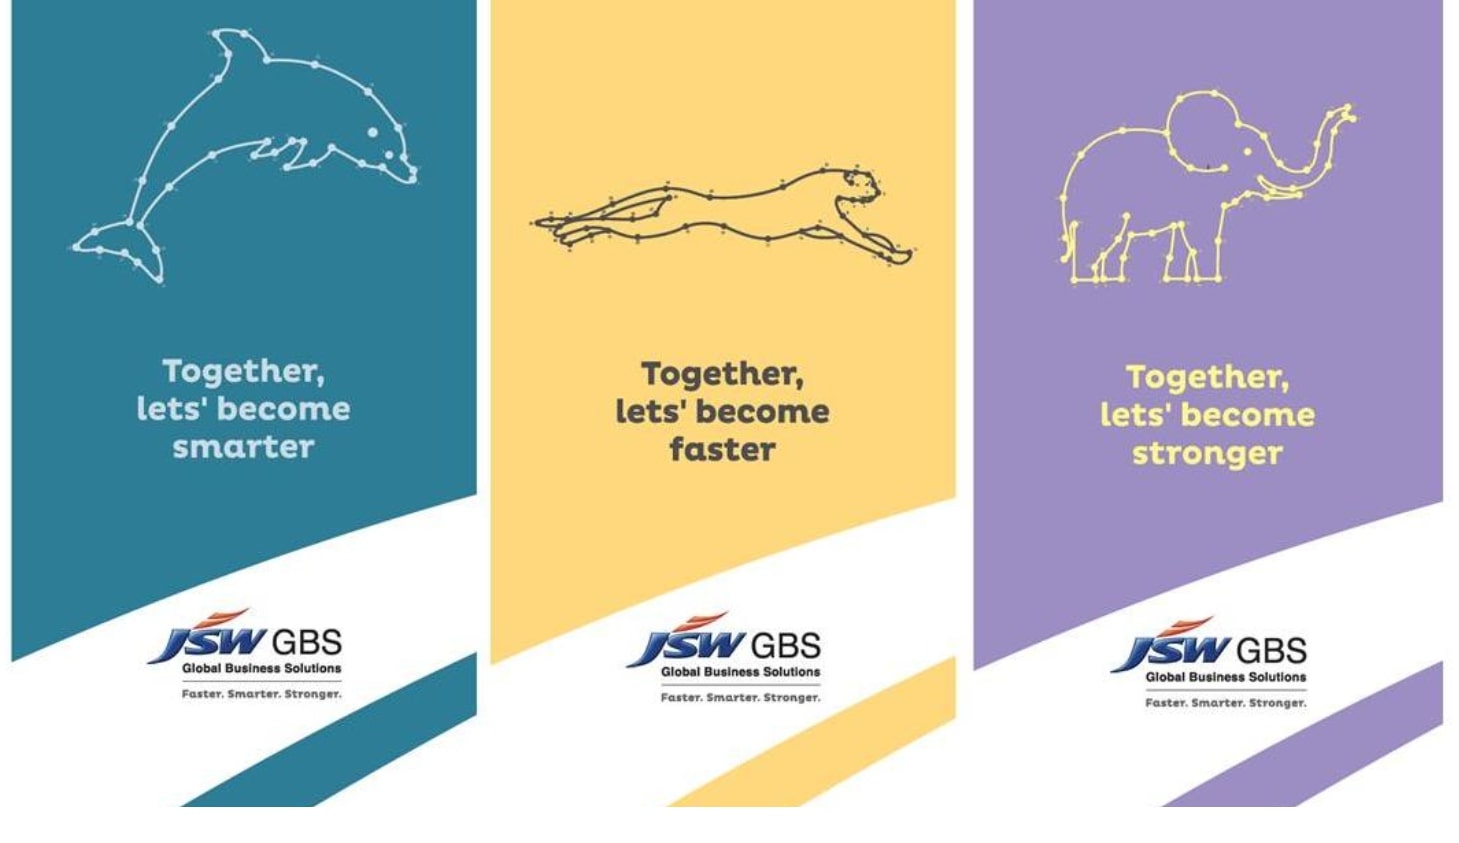 Together,
lets' become
smarter
JSW GBS
Global Business Solutions
Faster. Smarter. Stronger.
Together,
lets' become
faster
JSW GBS
Global Business Solutions
Faster. Smarter. Stronger.
Together,
lets' become
stronger
JSW GBS
Global Business Solutions
Faster. Smarter. Stronger.